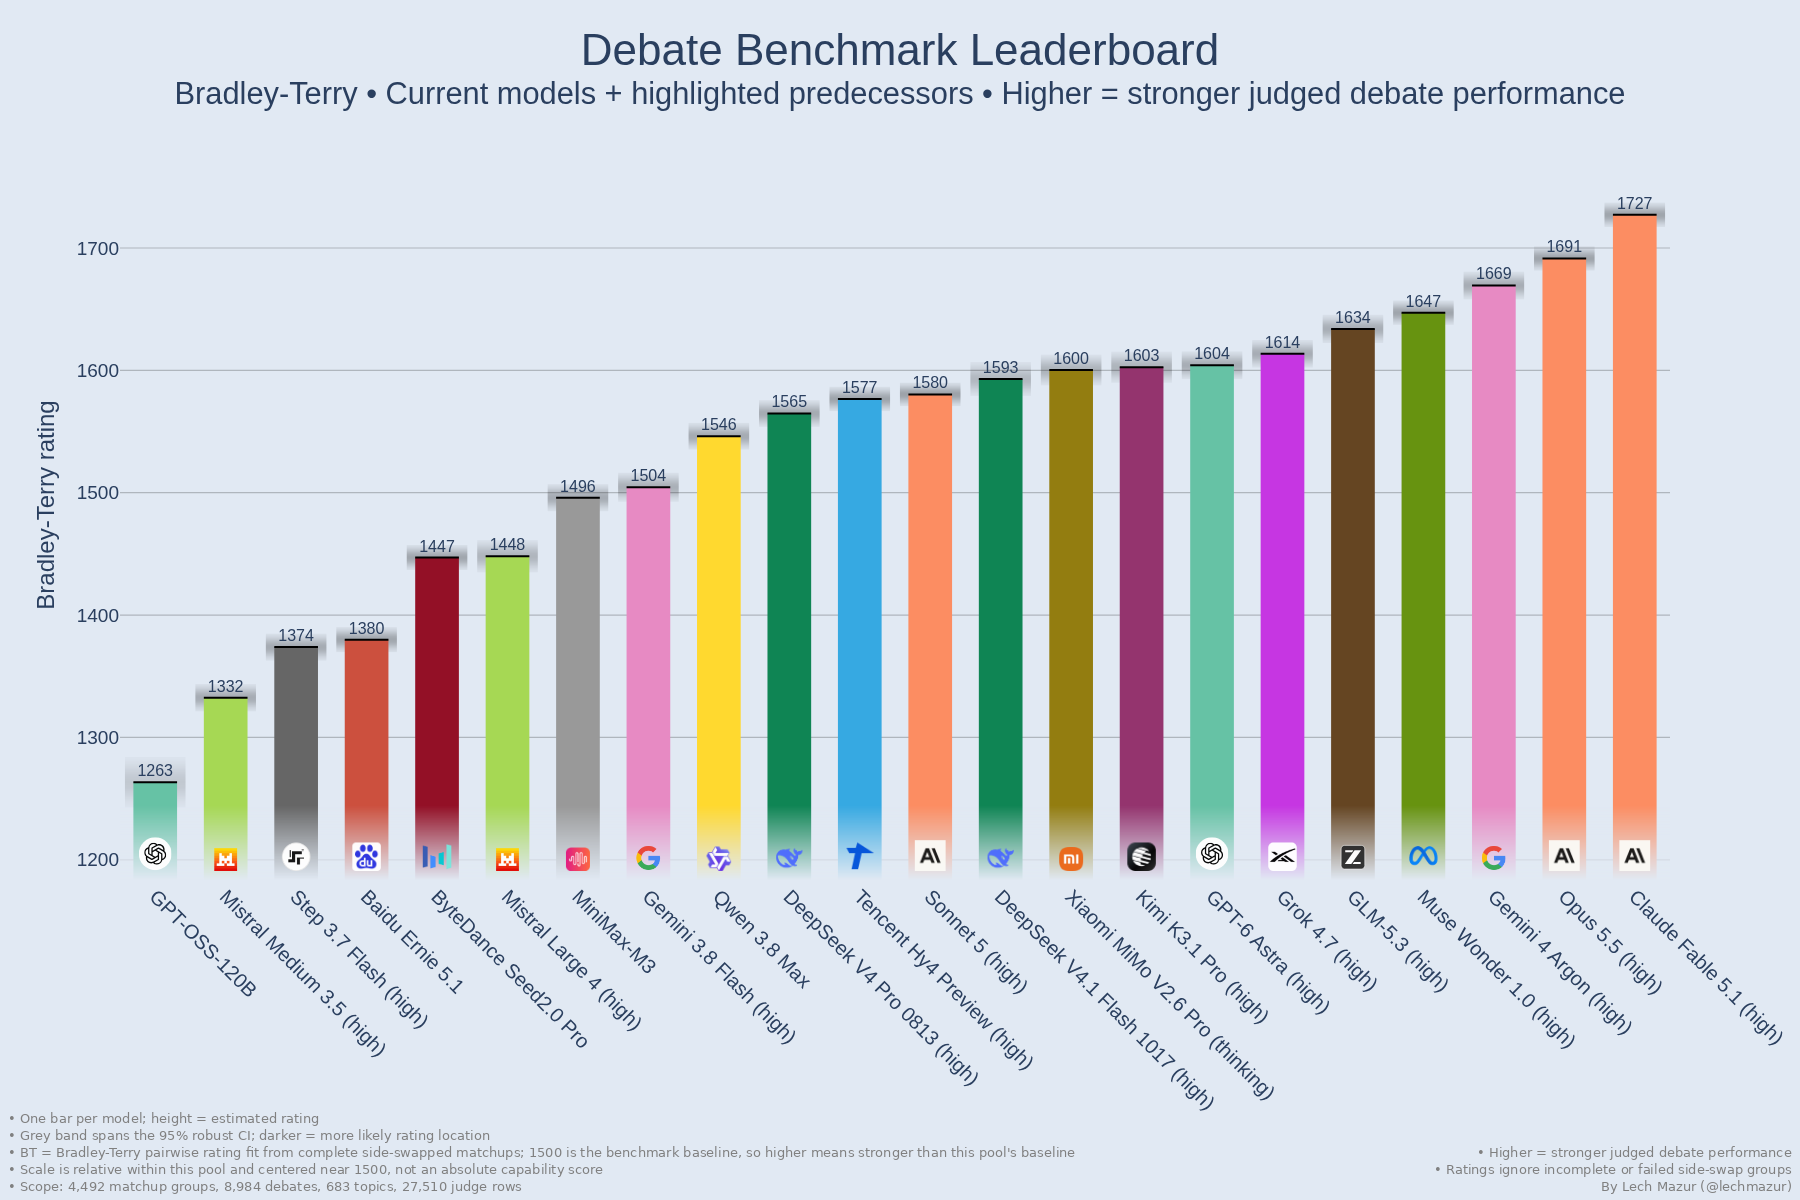 Debate Benchmark Leaderboard
Bradley-Terry • Current models + highlighted predecessors • Higher = stronger judged debate performance
Bradley-Terry rating
1700
1600
1500
1400
1300
1200
1263
1332
1374
1380
1447
1448
1496
1504
1546
1565
1577
1580
1593
1600
1603
1604
1614
1634
1647
1669
1691
1727
GPT-OSS-120B
Mistral Medium 3.5 (high)
Step 3.7 Flash (high)
Baidu Ernie 5.1
ByteDance Seed2.0 Pro
Mistral Large 4 (high)
MiniMax-M3
Gemini 3.8 Flash (high)
Qwen 3.8 Max
DeepSeek V4 Pro 0813 (high)
Tencent Hy4 Preview (high)
Sonnet 5 (high)
DeepSeek V4.1 Flash 1017 (high)
Xiaomi MiMo V2.6 Pro (thinking)
Kimi K3.1 Pro (high)
GPT-6 Astra (high)
Grok 4.7 (high)
GLM-5.3 (high)
Muse Wonder 1.0 (high)
Gemini 4 Argon (high)
Opus 5.5 (high)
Claude Fable 5.1 (high)
• One bar per model; height = estimated rating
• Grey band spans the 95% robust CI; darker = more likely rating location
• BT = Bradley-Terry pairwise rating fit from complete side-swapped matchups; 1500 is the benchmark baseline, so higher means stronger than this pool's baseline
• Scale is relative within this pool and centered near 1500, not an absolute capability score
• Scope: 4,492 matchup groups, 8,984 debates, 683 topics, 27,510 judge rows
• Higher = stronger judged debate performance
• Ratings ignore incomplete or failed side-swap groups
By Lech Mazur (@lechmazur)